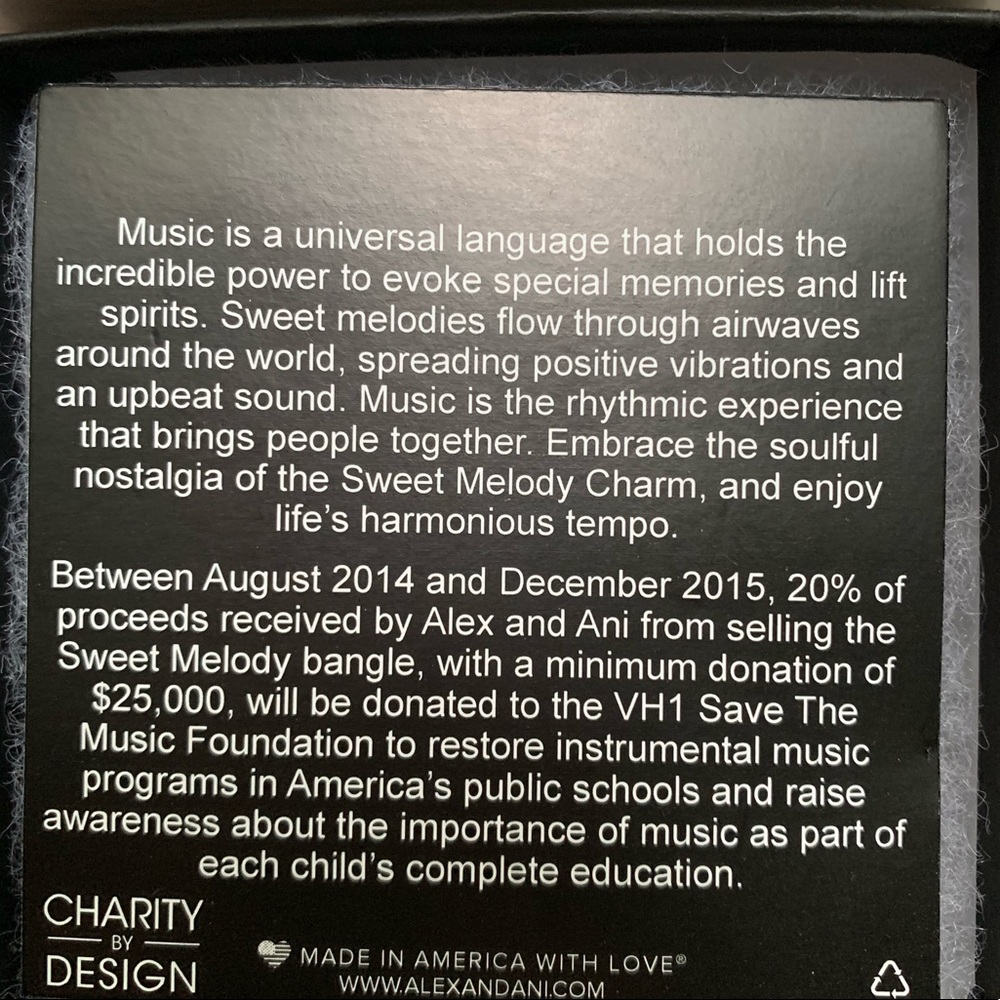 Music is a universal language that holds the
incredible power to evoke special memories and lift
spirits. Sweet melodies flow through airwaves
around the world, spreading positive vibrations and
an upbeat sound. Music is the rhythmic experience
that brings people together. Embrace the soulful
nostalgia of the Sweet Melody Charm, and enjoy
life's harmonious tempo.
Between August 2014 and December 2015, 20% of
proceeds received by Alex and Ani from selling the
Sweet Melody bangle, with a minimum donation of
$25,000, will be donated to the VH1 Save The
Music Foundation to restore instrumental music
programs in America's public schools and raise
awareness about the importance of music as part of
each child's complete education.
CHARITY
BY
DESIGN
MADE IN AMERICA WITH LOVE®
WWW.ALEXANDANI.COM